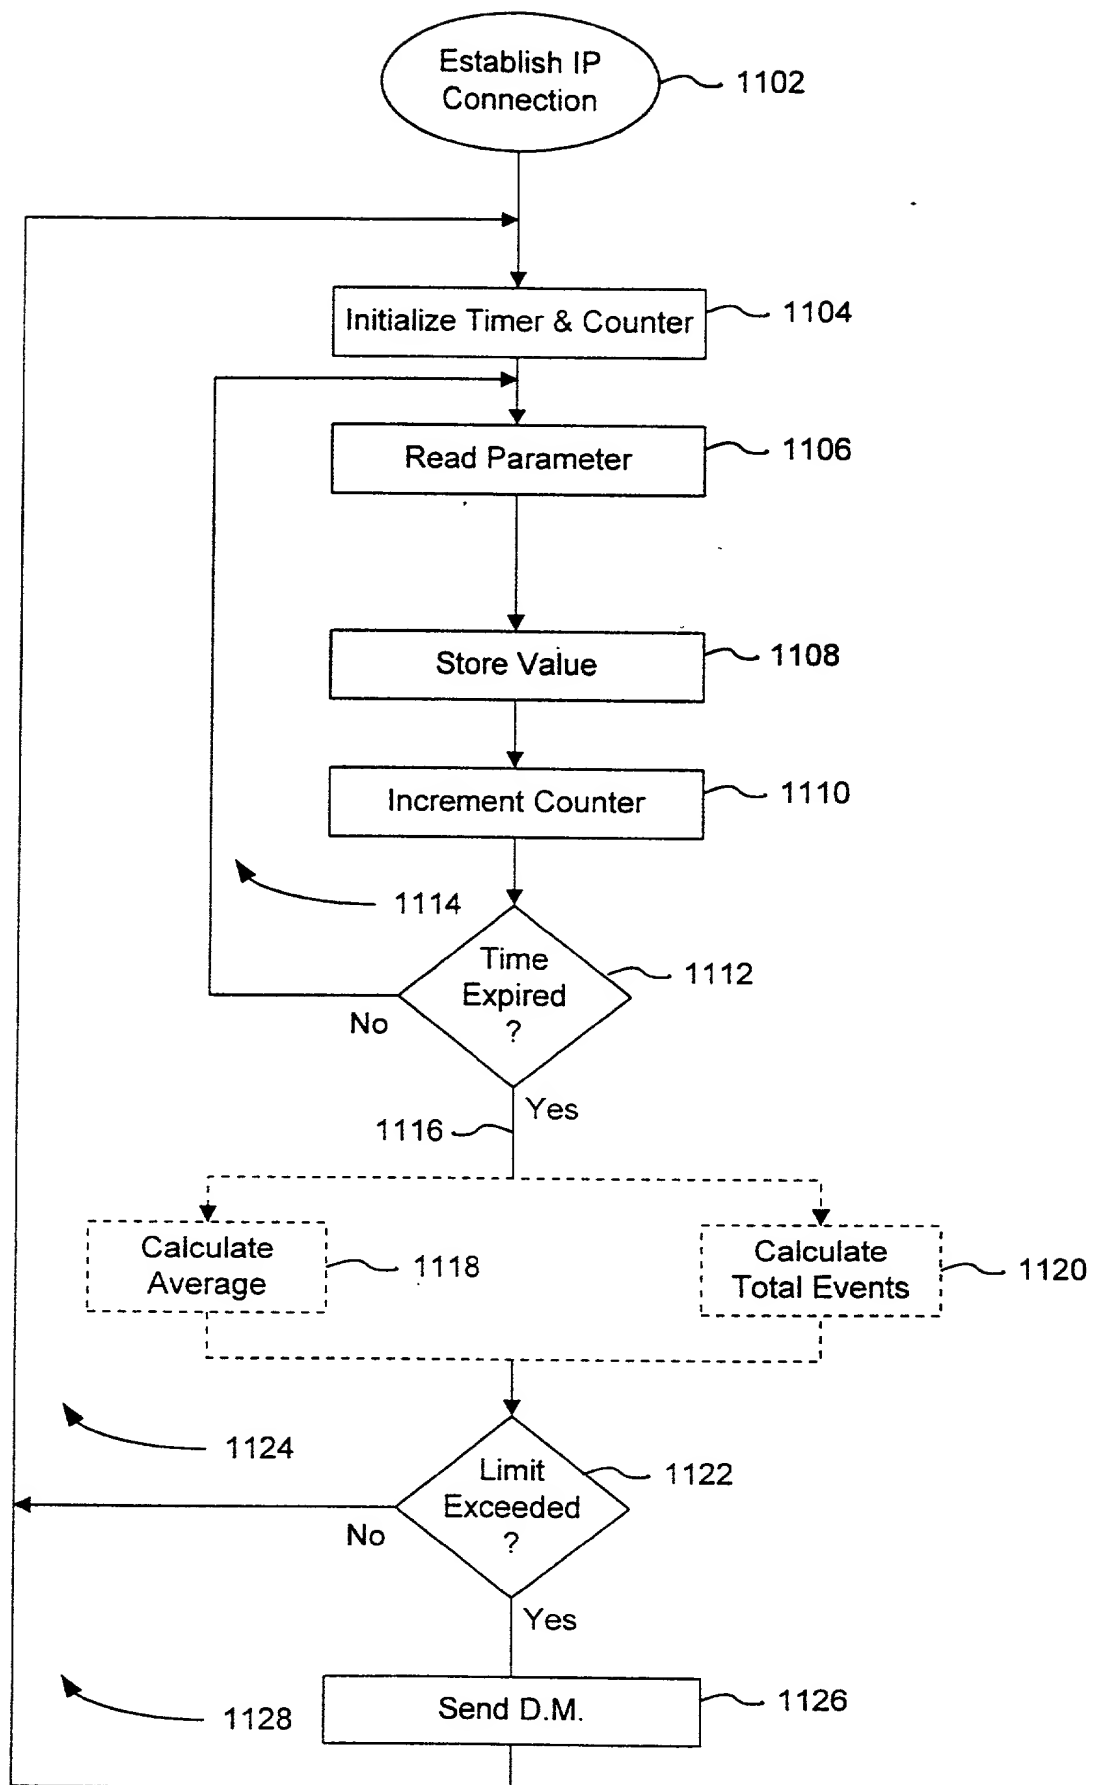 Establish IP
Connection
1102
Initialize Timer & Counter
1104
Read Parameter
1106
Store Value
1108
Increment Counter
1110
1114
Time
Expired
?
1112
No
Yes
1116
Calculate
Average
1118
Calculate
Total Events
1120
1124
Limit
Exceeded
?
1122
No
Yes
Send D.M.
1126
1128